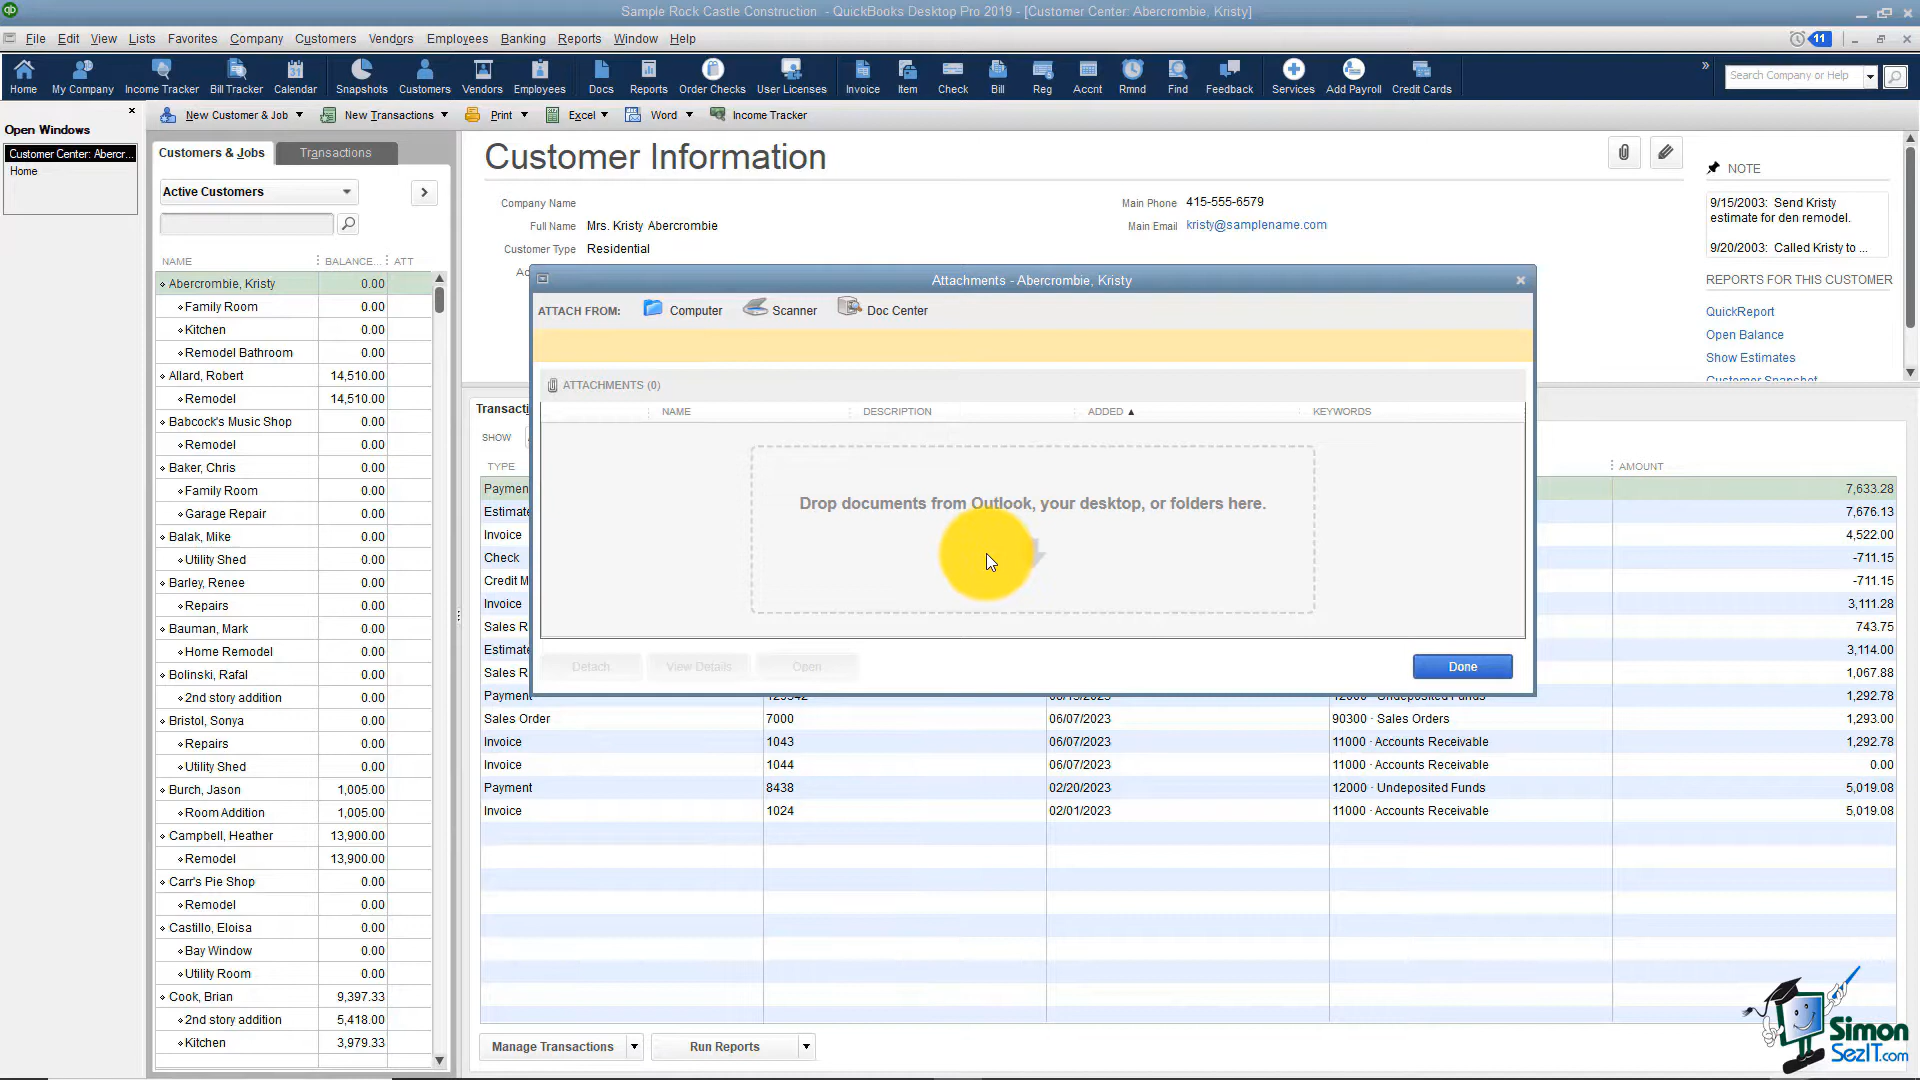 Sample Rock Castle Construction - QuickBooks Desktop Pro 2019 - [Customer Center: Abercrombie, Kristy]
File Edit View Lists Favorites Company Customers Vendors Employees Banking Reports Window Help
11
Home My Company Income Tracker Bill Tracker Calendar Snapshots Customers Vendors Employees Docs Reports Order Checks User Licenses Invoice Item Check Bill Reg Accnt Rmnd Find Feedback Services Add Payroll Credit Cards
Search Company or Help
Open Windows
Customer Center: Abercr...
Home
New Customer & Job New Transactions Print Excel Word Income Tracker
Customers & Jobs Transactions
Active Customers
NAME BALANCE... ATT
Abercrombie, Kristy 0.00
Family Room 0.00
Kitchen 0.00
Remodel Bathroom 0.00
Allard, Robert 14,510.00
Remodel 14,510.00
Babcock's Music Shop 0.00
Remodel 0.00
Baker, Chris 0.00
Family Room 0.00
Garage Repair 0.00
Balak, Mike 0.00
Utility Shed 0.00
Barley, Renee 0.00
Repairs 0.00
Bauman, Mark 0.00
Home Remodel 0.00
Bolinski, Rafal 0.00
2nd story addition 0.00
Bristol, Sonya 0.00
Repairs 0.00
Utility Shed 0.00
Burch, Jason 1,005.00
Room Addition 1,005.00
Campbell, Heather 13,900.00
Remodel 13,900.00
Carr's Pie Shop 0.00
Remodel 0.00
Castillo, Eloisa 0.00
Bay Window 0.00
Utility Room 0.00
Cook, Brian 9,397.33
2nd story addition 5,418.00
Kitchen 3,979.33
Customer Information
Company Name
Full Name Mrs. Kristy Abercrombie
Customer Type Residential
Main Phone 415-555-6579
Main Email kristy@samplename.com
NOTE
9/15/2003: Send Kristy
estimate for den remodel.
9/20/2003: Called Kristy to ...
REPORTS FOR THIS CUSTOMER
QuickReport
Open Balance
Show Estimates
Customer Snapshot
Attachments - Abercrombie, Kristy
ATTACH FROM: Computer Scanner Doc Center
ATTACHMENTS (0)
NAME DESCRIPTION ADDED KEYWORDS
Drop documents from Outlook, your desktop, or folders here.
Detach View Details Open Done
Transacti
SHOW
TYPE AMOUNT
Paymen 7,633.28
Estimate 7,676.13
Invoice 4,522.00
Check -711.15
Credit M -711.15
Invoice 3,111.28
Sales R 743.75
Estimate 3,114.00
Sales R 1,067.88
Payment 12000 · Undeposited Funds 1,292.78
Sales Order 7000 06/07/2023 90300 · Sales Orders 1,293.00
Invoice 1043 06/07/2023 11000 · Accounts Receivable 1,292.78
Invoice 1044 06/07/2023 11000 · Accounts Receivable 0.00
Payment 8438 02/20/2023 12000 · Undeposited Funds 5,019.08
Invoice 1024 02/01/2023 11000 · Accounts Receivable 5,019.08
Manage Transactions Run Reports
Simon
SezIT.com